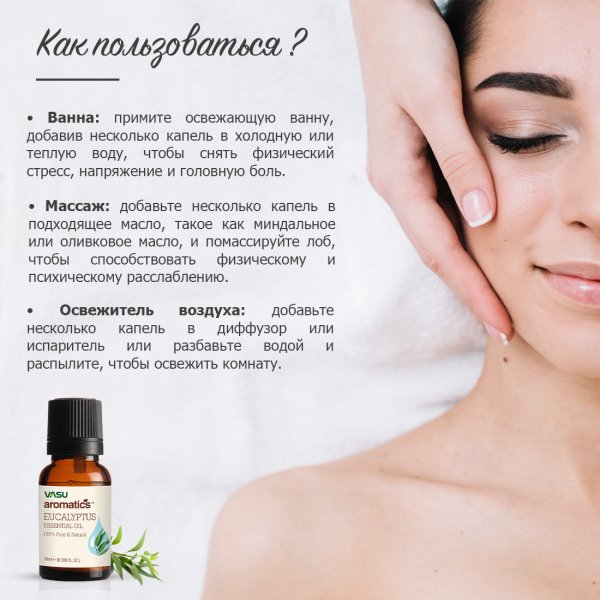 Как пользоваться ?
• Ванна: примите освежающую ванну,
добавив несколько капель в холодную или
теплую воду, чтобы снять физический
стресс, напряжение и головную боль.
• Массаж: добавьте несколько капель в
подходящее масло, такое как миндальное
или оливковое масло, и помассируйте лоб,
чтобы способствовать физическому и
психическому расслаблению.
• Освежитель воздуха: добавьте
несколько капель в диффузор или
испаритель или разбавьте водой и
распылите, чтобы освежить комнату.
VASU
aromatics™
EUCALYPTUS
ESSENTIAL OIL
100% Pure & Natural